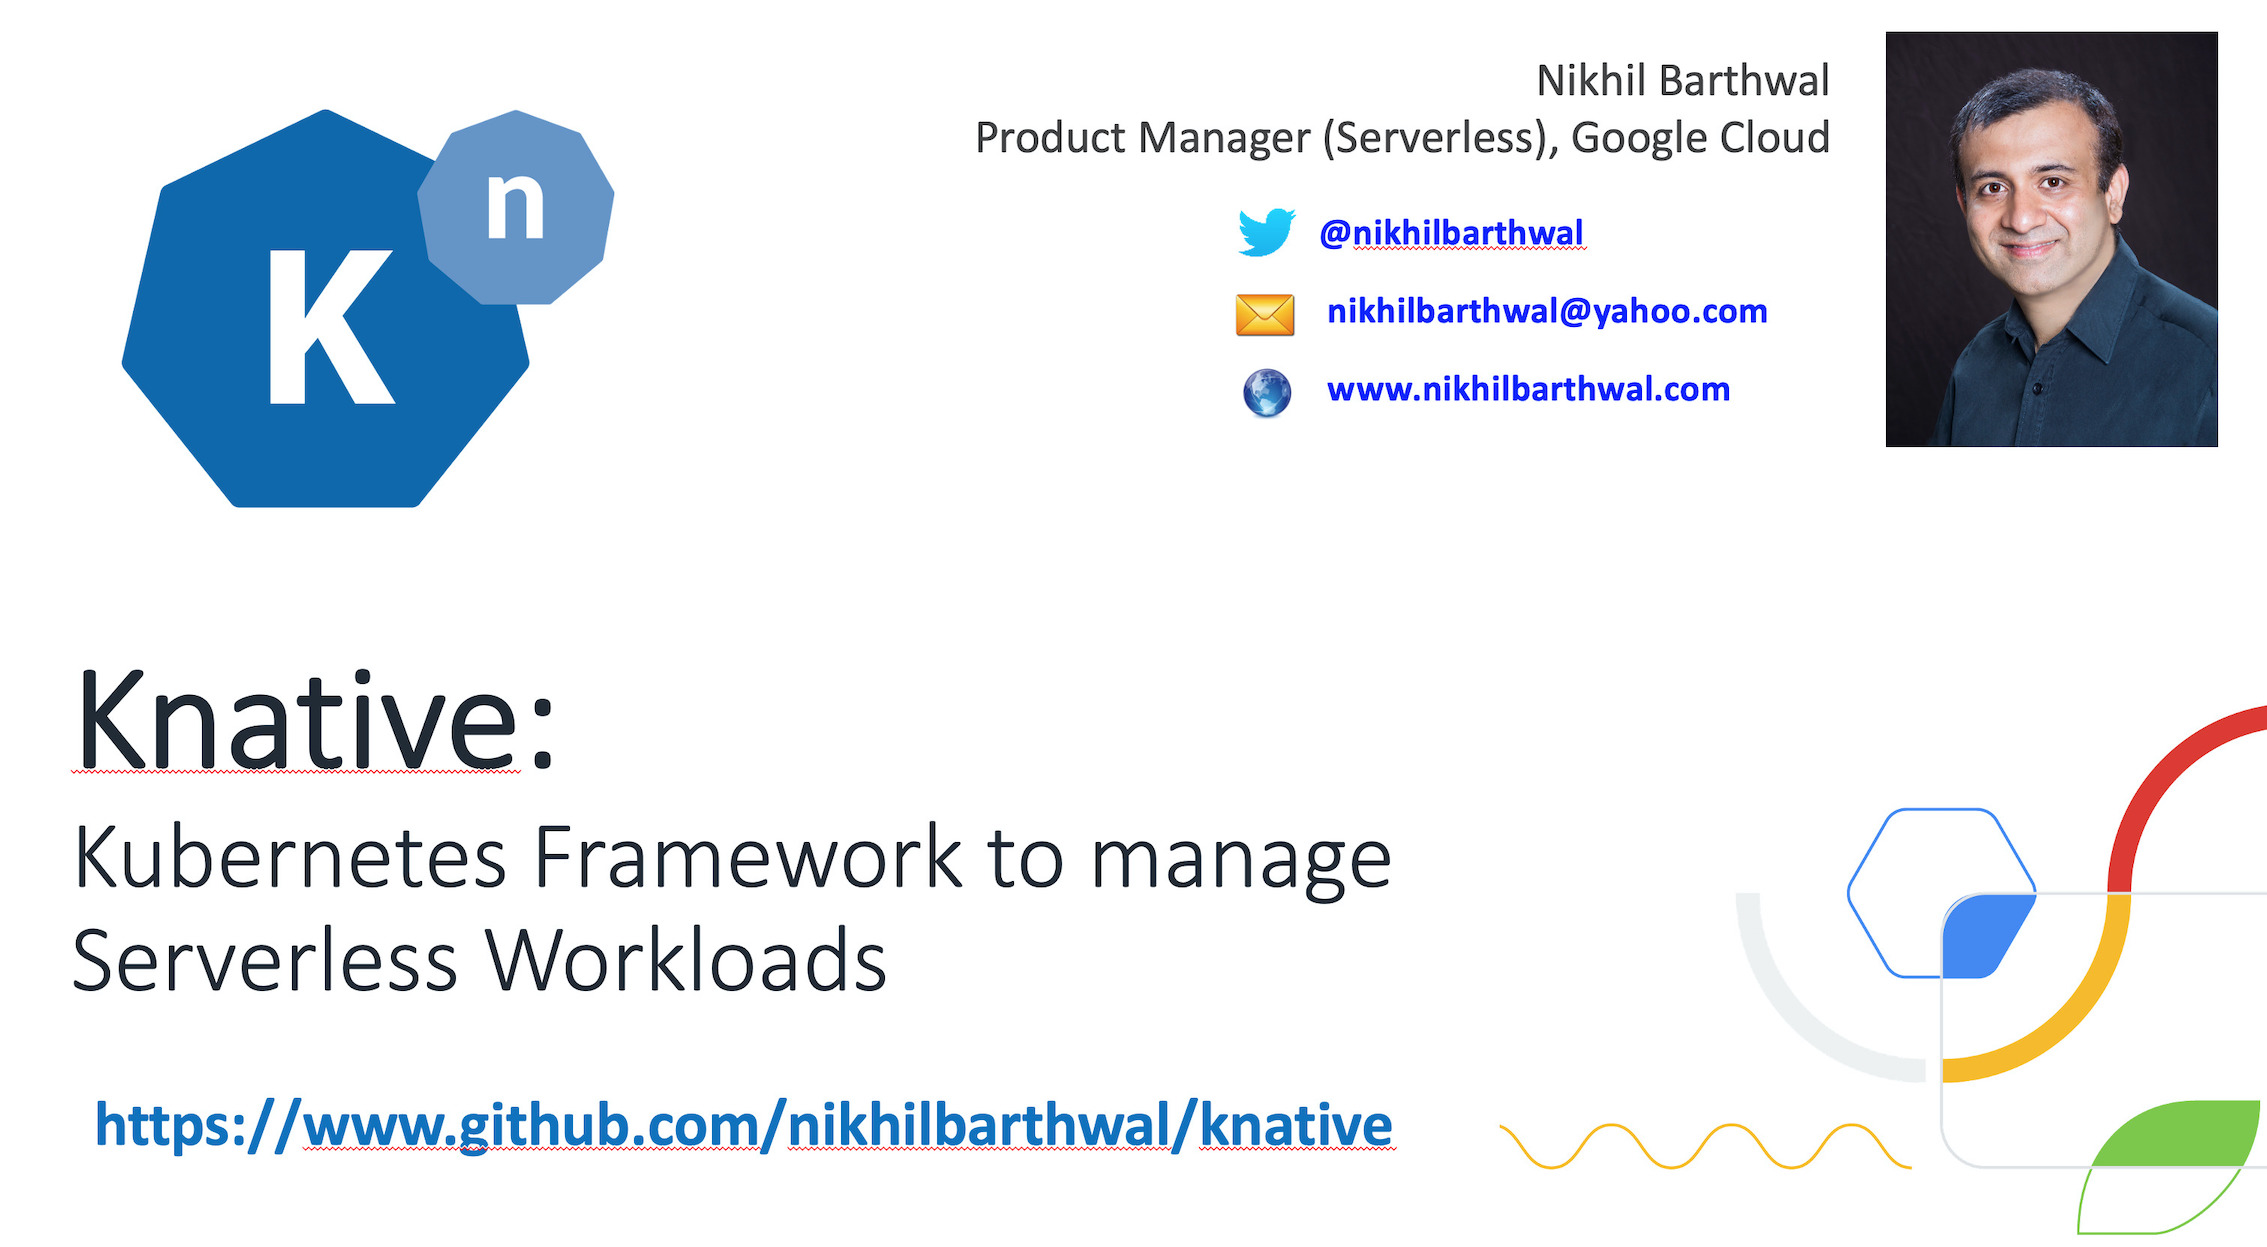 K
n
Nikhil Barthwal
Product Manager (Serverless), Google Cloud
@nikhilbarthwal
nikhilbarthwal@yahoo.com
www.nikhilbarthwal.com
Knative:
Kubernetes Framework to manage
Serverless Workloads
https://www.github.com/nikhilbarthwal/knative